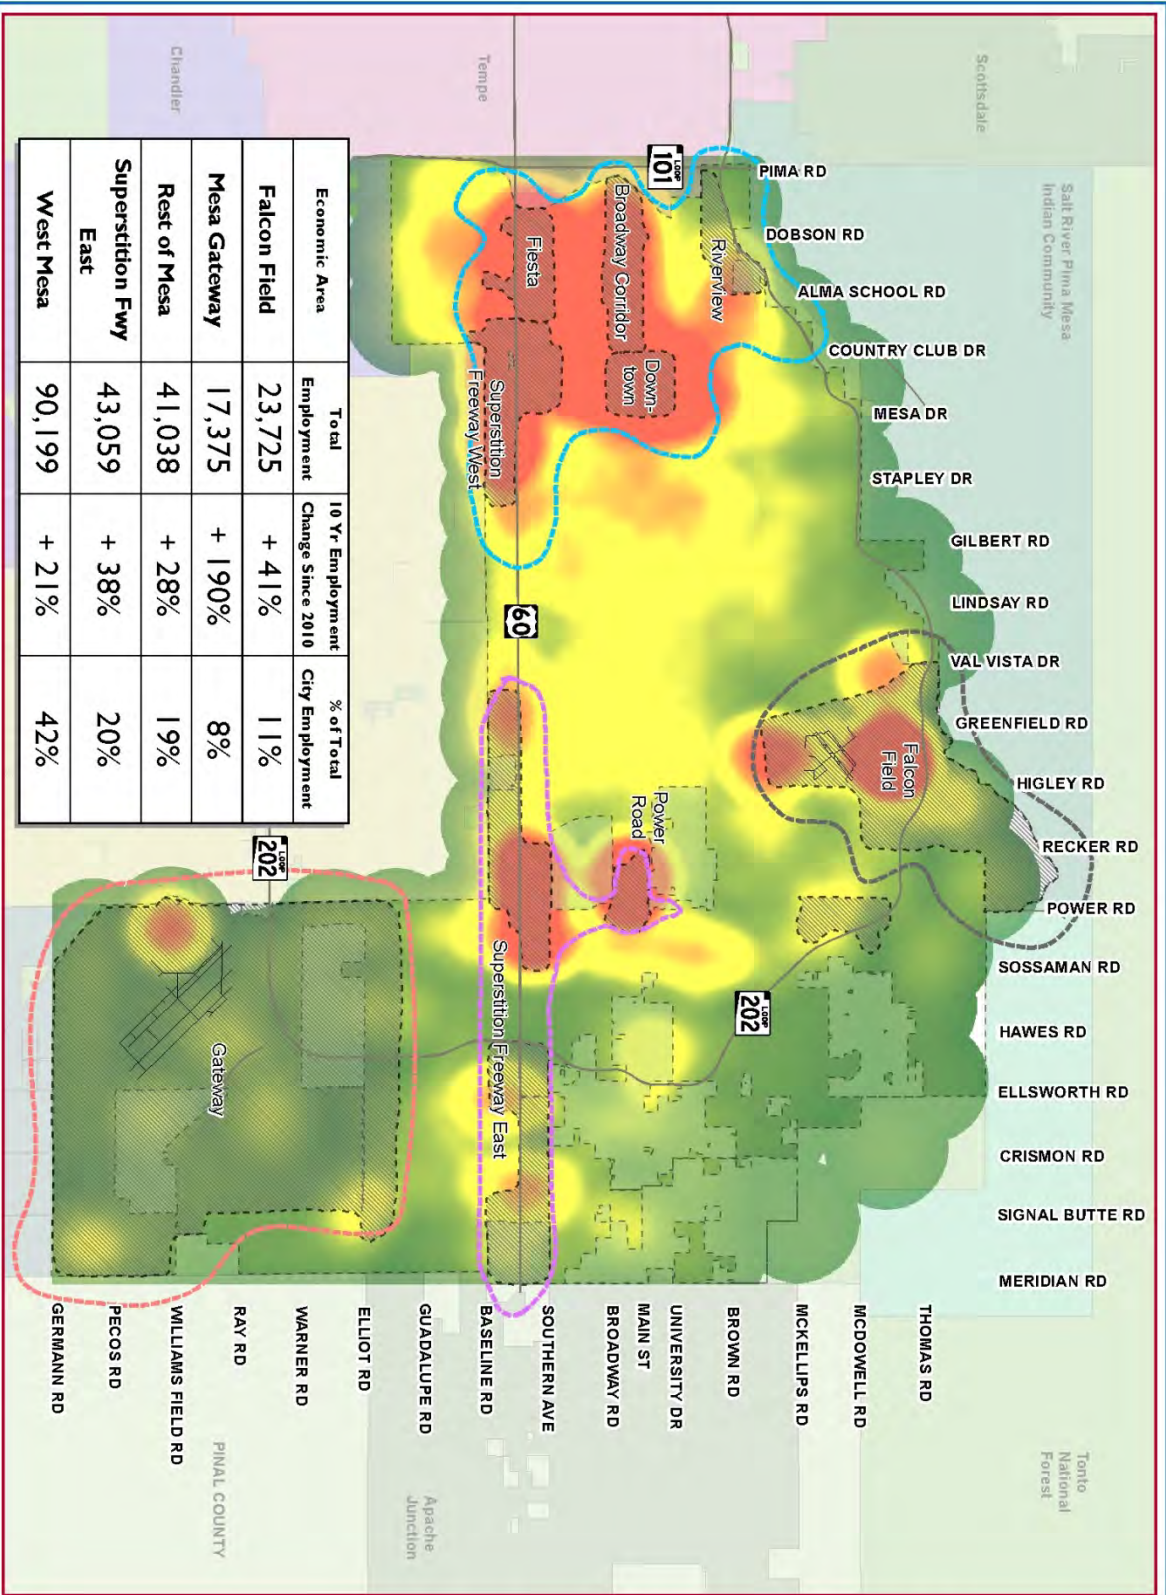 Scottsdale
Salt River Pima Mesa
Indian Community
Tonto
National
Forest
Tempe
Chandler
Apache
Junction
PINAL COUNTY
PIMA RD
DOBSON RD
ALMA SCHOOL RD
COUNTRY CLUB DR
MESA DR
STAPLEY DR
GILBERT RD
LINDSAY RD
VAL VISTA DR
GREENFIELD RD
HIGLEY RD
RECKER RD
POWER RD
SOSSAMAN RD
HAWES RD
ELLSWORTH RD
CRISMON RD
SIGNAL BUTTE RD
MERIDIAN RD
THOMAS RD
MCDOWELL RD
MCKELLIPS RD
BROWN RD
UNIVERSITY DR
MAIN ST
BROADWAY RD
SOUTHERN AVE
BASELINE RD
GUADALUPE RD
ELLIOT RD
WARNER RD
RAY RD
WILLIAMS FIELD RD
PECOS RD
GERMANN RD
LOOP
101
Riverview
Broadway Corridor
Down-
town
Fiesta
Superstition
Freeway West
60
Falcon
Field
Power
Road
LOOP
202
Superstition Freeway East
LOOP
202
Gateway
Economic Area Total Employment 10 Yr Employment Change Since 2010 % of Total City Employment
Falcon Field 23,725 + 41% 11%
Mesa Gateway 17,375 + 190% 8%
Rest of Mesa 41,038 + 28% 19%
Superstition Fwy East 43,059 + 38% 20%
West Mesa 90,199 + 21% 42%